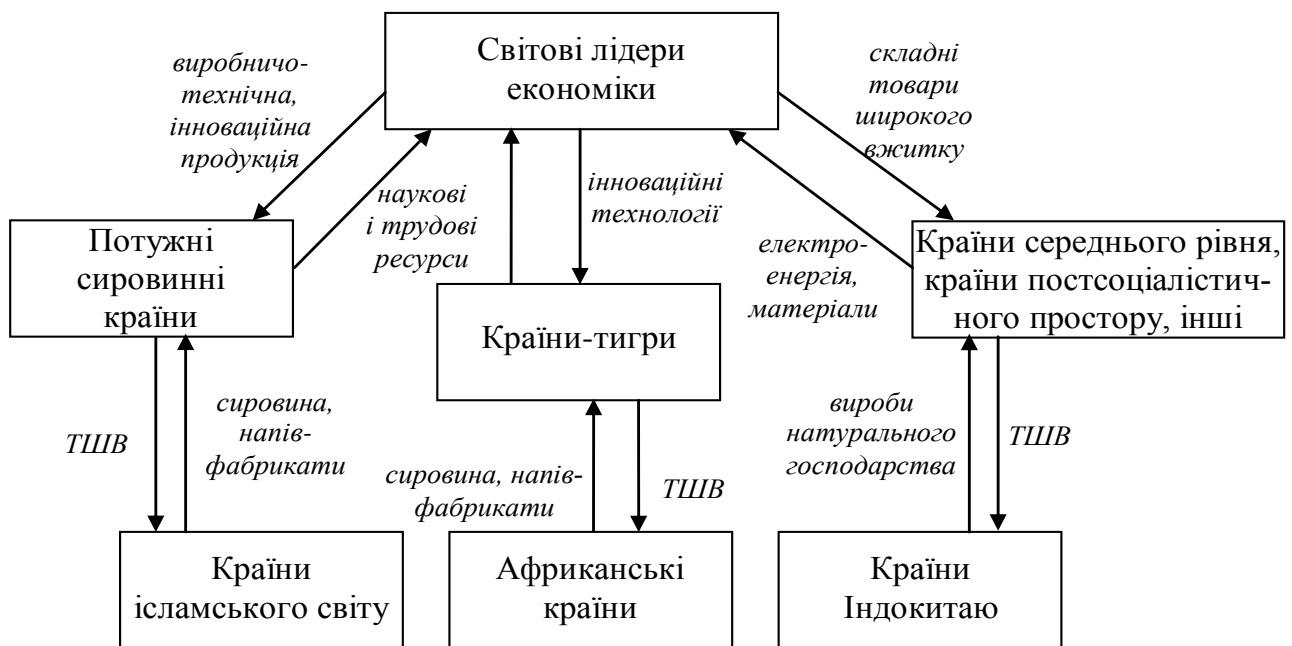 Світові лідери
економіки
виробничо-
технічна,
інноваційна
продукція
складні
товари
широкого
вжитку
наукові
і трудові
ресурси
інноваційні
технології
електро-
енергія,
матеріали
Потужні
сировинні
країни
Країни-тигри
Країни середнього рівня,
країни постсоціалістич-
ного простору, інші
ТШВ
сировина,
напів-
фабрикати
сировина, напів-
фабрикати
ТШВ
вироби
натурального
господарства
ТШВ
Країни
ісламського світу
Африканські
країни
Країни
Індокитаю